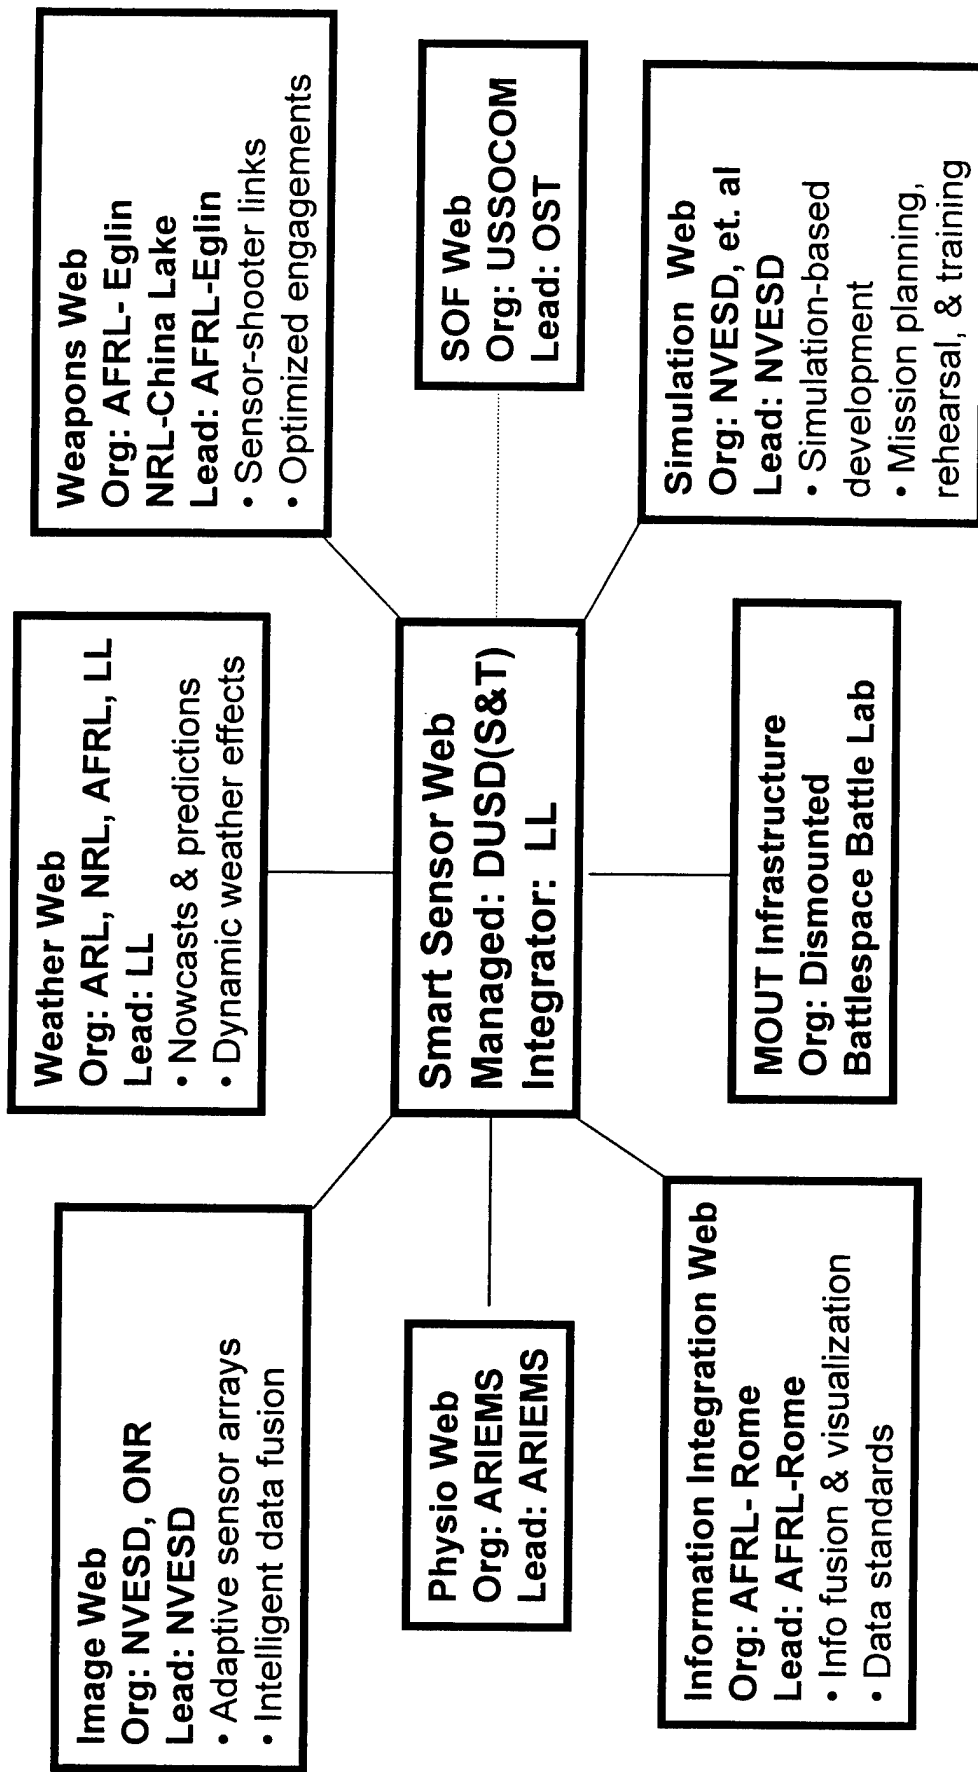 Image Web
Org: NVESD, ONR
Lead: NVESD
• Adaptive sensor arrays
• Intelligent data fusion
Weather Web
Org: ARL, NRL, AFRL, LL
Lead: LL
• Nowcasts & predictions
• Dynamic weather effects
Weapons Web
Org: AFRL- Eglin
NRL-China Lake
Lead: AFRL-Eglin
• Sensor-shooter links
• Optimized engagements
Physio Web
Org: ARIEMS
Lead: ARIEMS
Smart Sensor Web
Managed: DUSD(S&T)
Integrator: LL
SOF Web
Org: USSOCOM
Lead: OST
Information Integration Web
Org: AFRL- Rome
Lead: AFRL-Rome
• Info fusion & visualization
• Data standards
MOUT Infrastructure
Org: Dismounted
Battlespace Battle Lab
Simulation Web
Org: NVESD, et. al
Lead: NVESD
• Simulation-based
development
• Mission planning,
rehearsal, & training